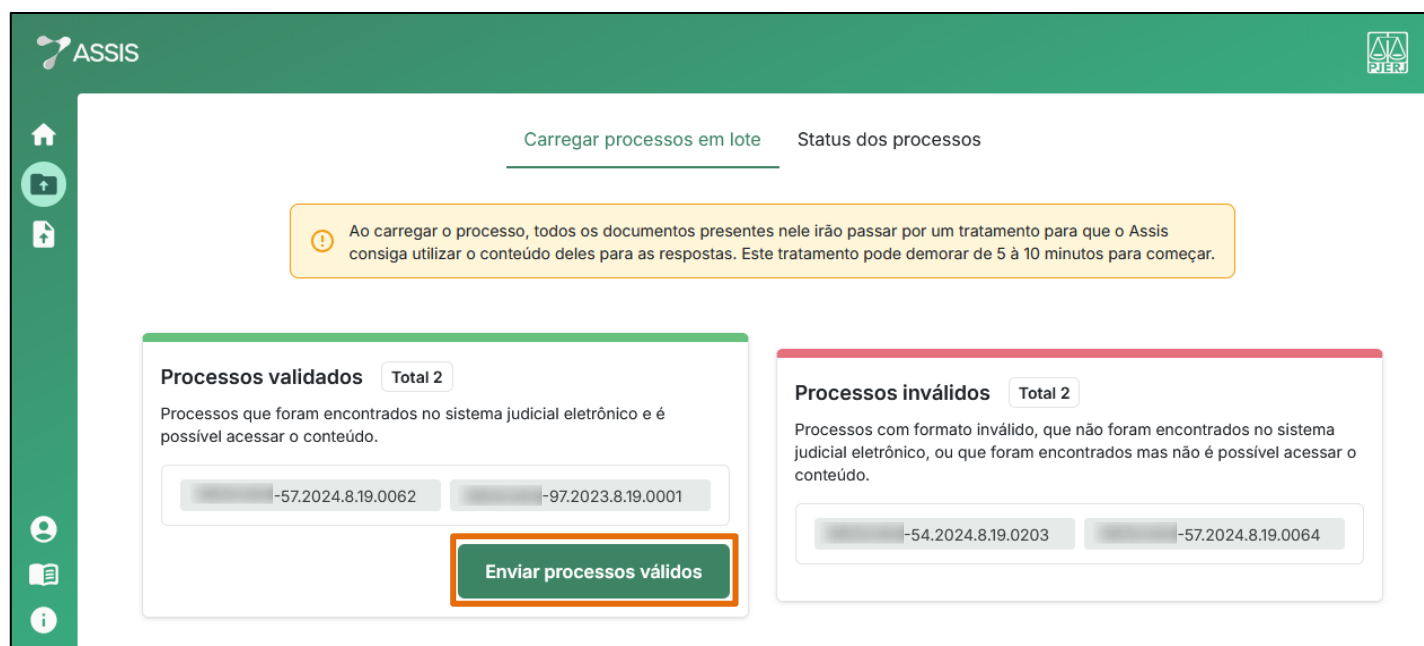 ASSIS
PJERJ
Carregar processos em lote
Status dos processos
Ao carregar o processo, todos os documentos presentes nele irão passar por um tratamento para que o Assis
consiga utilizar o conteúdo deles para as respostas. Este tratamento pode demorar de 5 à 10 minutos para começar.
Processos validados
Total 2
Processos que foram encontrados no sistema judicial eletrônico e é
possível acessar o conteúdo.
-57.2024.8.19.0062
-97.2023.8.19.0001
Enviar processos válidos
Processos inválidos
Total 2
Processos com formato inválido, que não foram encontrados no sistema
judicial eletrônico, ou que foram encontrados mas não é possível acessar o
conteúdo.
-54.2024.8.19.0203
-57.2024.8.19.0064